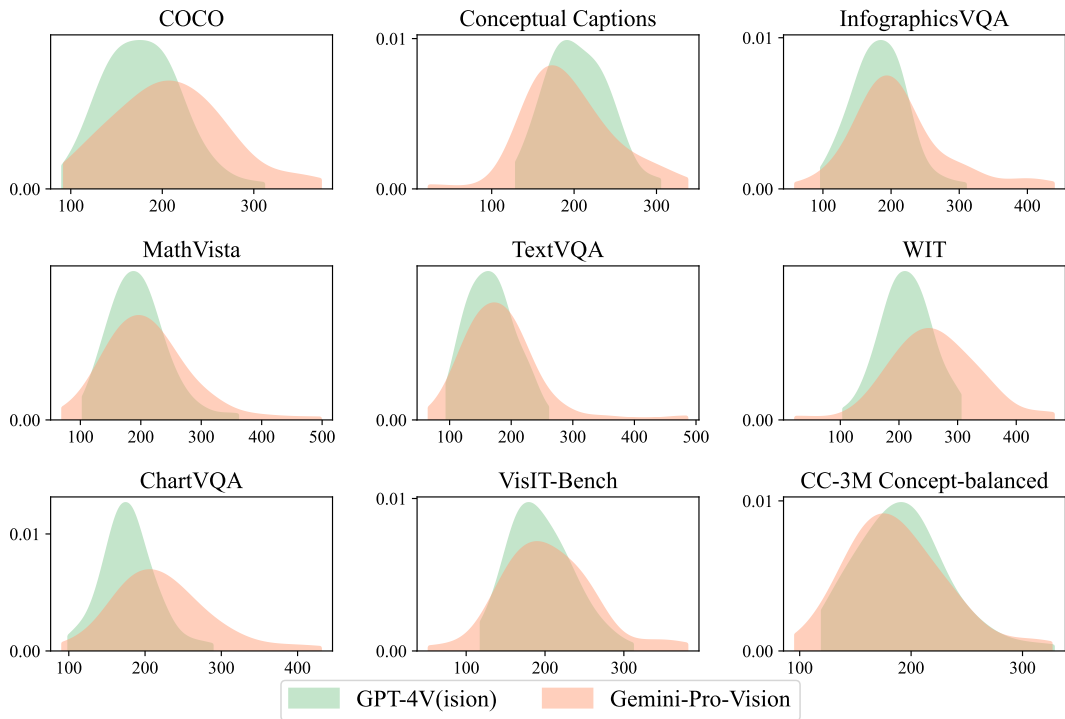 COCO
0.00
100 200 300
Conceptual Captions
0.01
0.00
100 200 300
InfographicsVQA
0.01
0.00
100 200 300 400
MathVista
0.00
100 200 300 400 500
TextVQA
0.00
100 200 300 400 500
WIT
0.00
100 200 300 400
ChartVQA
0.01
0.00
100 200 300 400
VisIT-Bench
0.01
0.00
100 200 300
CC-3M Concept-balanced
0.01
0.00
100 200 300
GPT-4V(ision)
Gemini-Pro-Vision